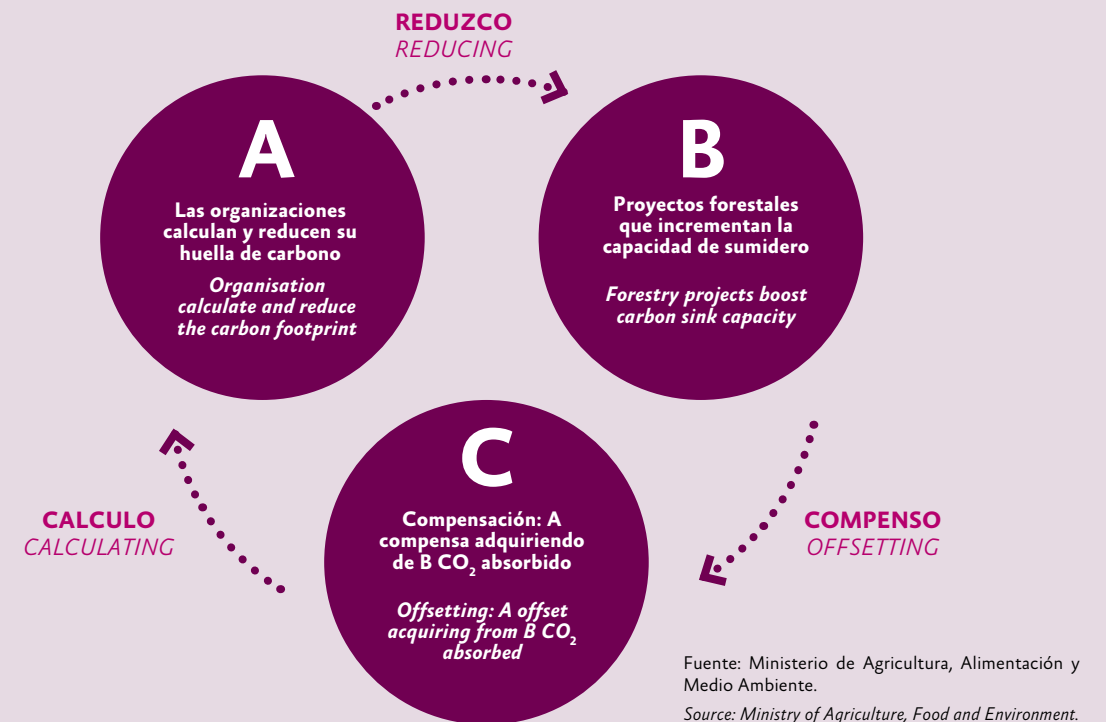 REDUZCO
REDUCING
A
Las organizaciones
calculan y reducen su
huella de carbono
Organisation
calculate and reduce
the carbon footprint
B
Proyectos forestales
que incrementan la
capacidad de sumidero
Forestry projects boost
carbon sink capacity
C
Compensación: A
compensa adquiriendo
de B CO₂ absorbido
Offsetting: A offset
acquiring from B CO₂
absorbed
CALCULO
CALCULATING
COMPENSO
OFFSETTING
Fuente: Ministerio de Agricultura, Alimentación y
Medio Ambiente.
Source: Ministry of Agriculture, Food and Environment.